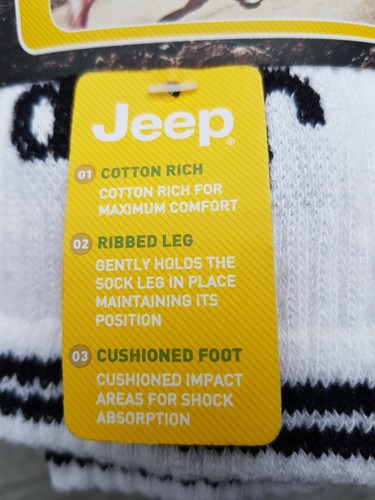 Jeep®
01 COTTON RICH
COTTON RICH FOR
MAXIMUM COMFORT
02 RIBBED LEG
GENTLY HOLDS THE
SOCK LEG IN PLACE
MAINTAINING ITS
POSITION
03 CUSHIONED FOOT
CUSHIONED IMPACT
AREAS FOR SHOCK
ABSORPTION